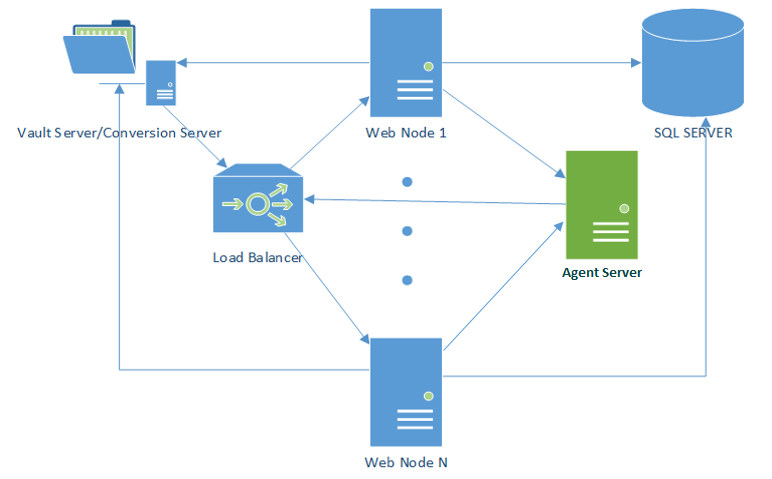 Vault Server/Conversion Server
Web Node 1
SQL SERVER
Load Balancer
Agent Server
Web Node N